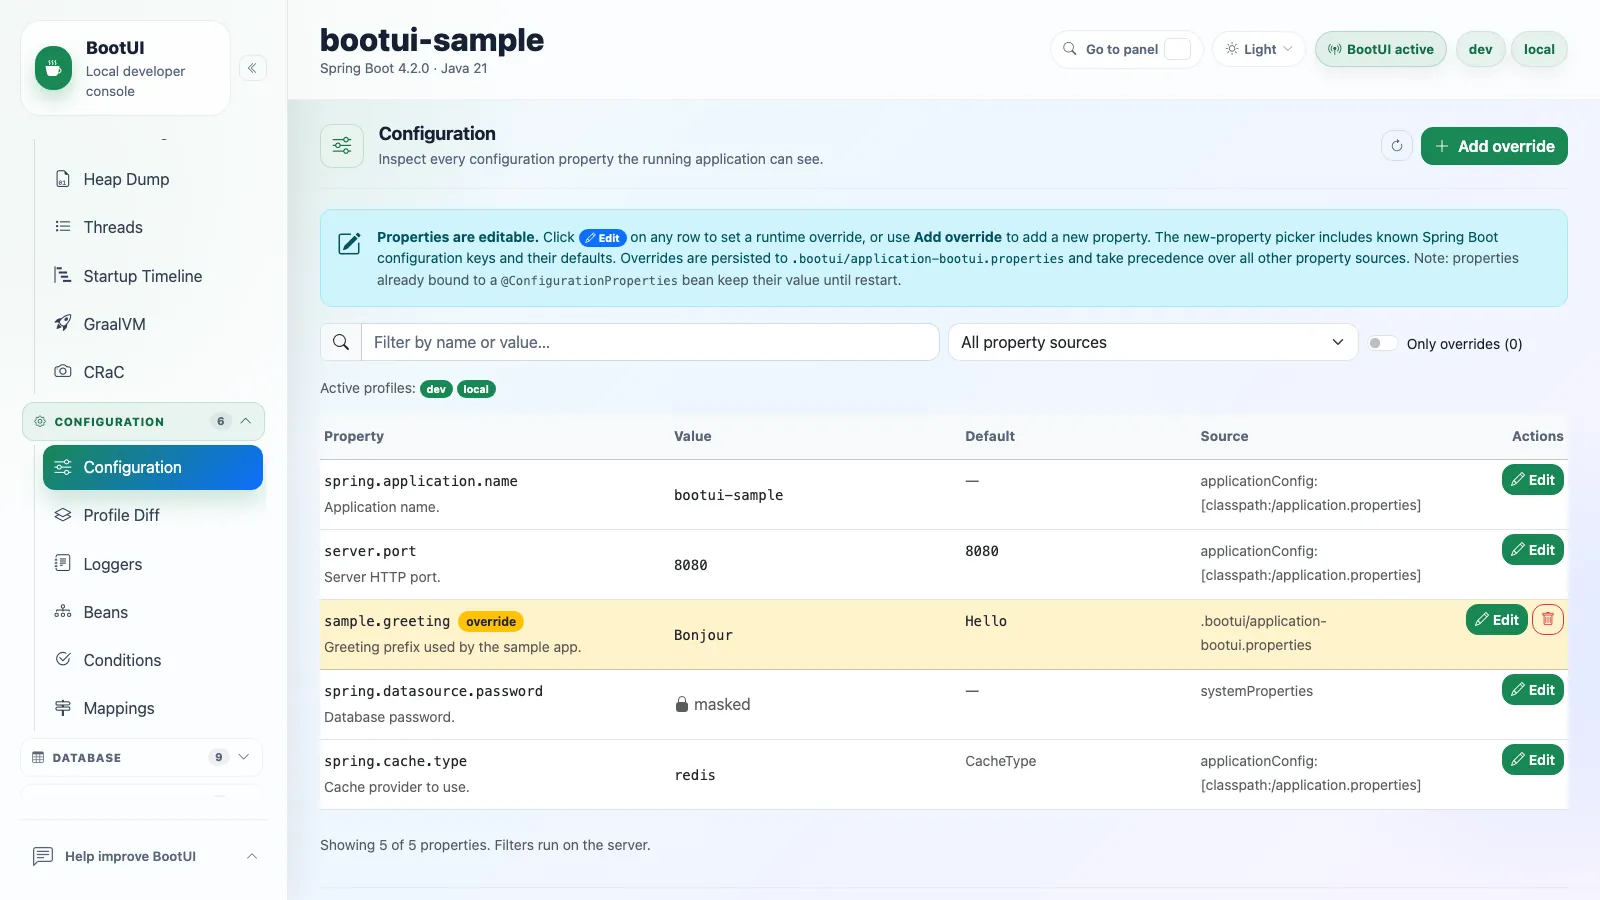 BootUI
Local developer
console
Heap Dump
Threads
Startup Timeline
GraalVM
CRaC
CONFIGURATION 6
Configuration
Profile Diff
Loggers
Beans
Conditions
Mappings
DATABASE 9
Help improve BootUI
bootui-sample
Spring Boot 4.2.0 · Java 21
Go to panel
Light
BootUI active
dev
local
Configuration
Inspect every configuration property the running application can see.
Add override
Properties are editable. Click Edit on any row to set a runtime override, or use Add override to add a new property. The new-property picker includes known Spring Boot
configuration keys and their defaults. Overrides are persisted to .bootui/application-bootui.properties and take precedence over all other property sources. Note: properties
already bound to a @ConfigurationProperties bean keep their value until restart.
Filter by name or value...
All property sources
Only overrides (0)
Active profiles: dev local
Property Value Default Source Actions
spring.application.name
Application name.
bootui-sample
—
applicationConfig:
[classpath:/application.properties]
Edit
server.port
Server HTTP port.
8080
8080
applicationConfig:
[classpath:/application.properties]
Edit
sample.greeting override
Greeting prefix used by the sample app.
Bonjour
Hello
.bootui/application-
bootui.properties
Edit
spring.datasource.password
Database password.
masked
—
systemProperties
Edit
spring.cache.type
Cache provider to use.
redis
CacheType
applicationConfig:
[classpath:/application.properties]
Edit
Showing 5 of 5 properties. Filters run on the server.